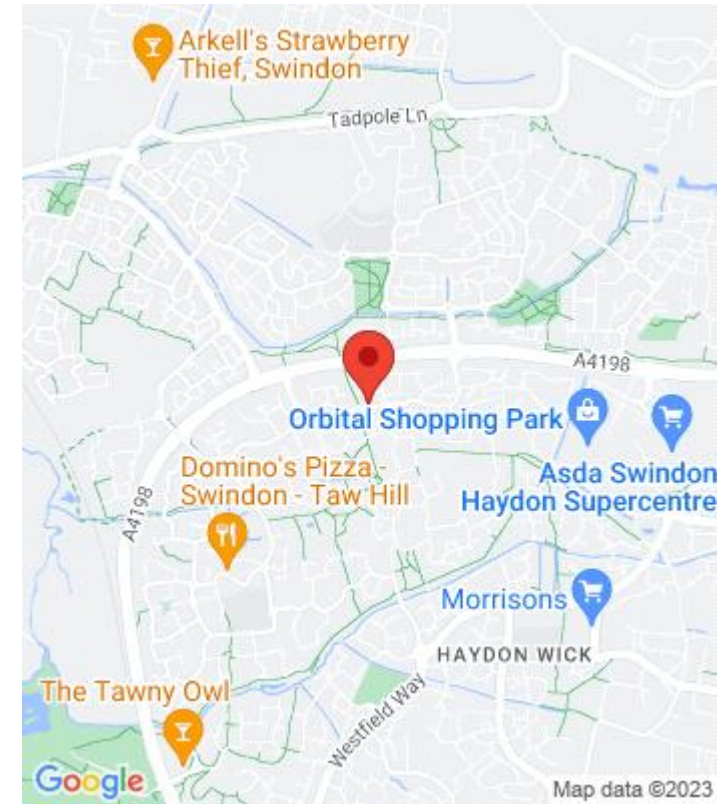 Arkell's Strawberry
Thief, Swindon
Tadpole Ln
A4198
Orbital Shopping Park
Domino's Pizza -
Swindon - Taw Hill
Asda Swindon
Haydon Supercentre
A4198
Morrisons
HAYDON WICK
The Tawny Owl
Westfield Way
Google
Map data ©2023